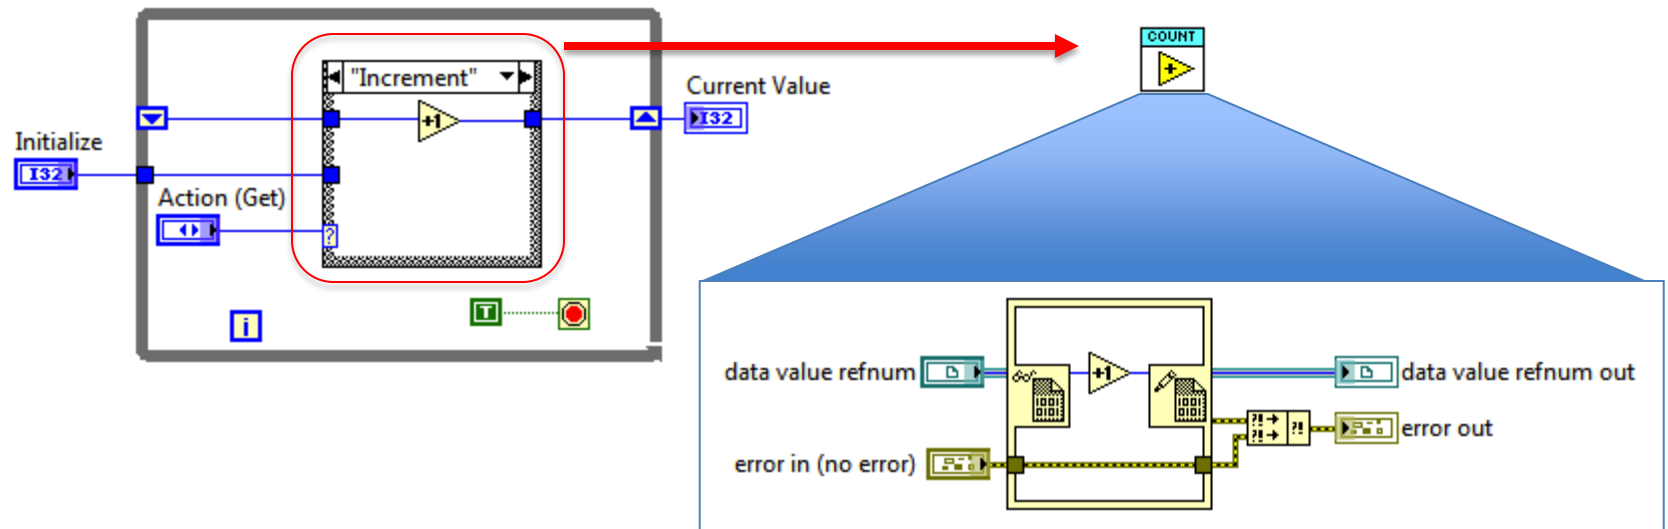 "Increment"
+1
Current Value
I32
Initialize
I32
Action (Get)
?
T
i
COUNT
+
data value refnum
+1
data value refnum out
error out
error in (no error)
?!
?!
?!